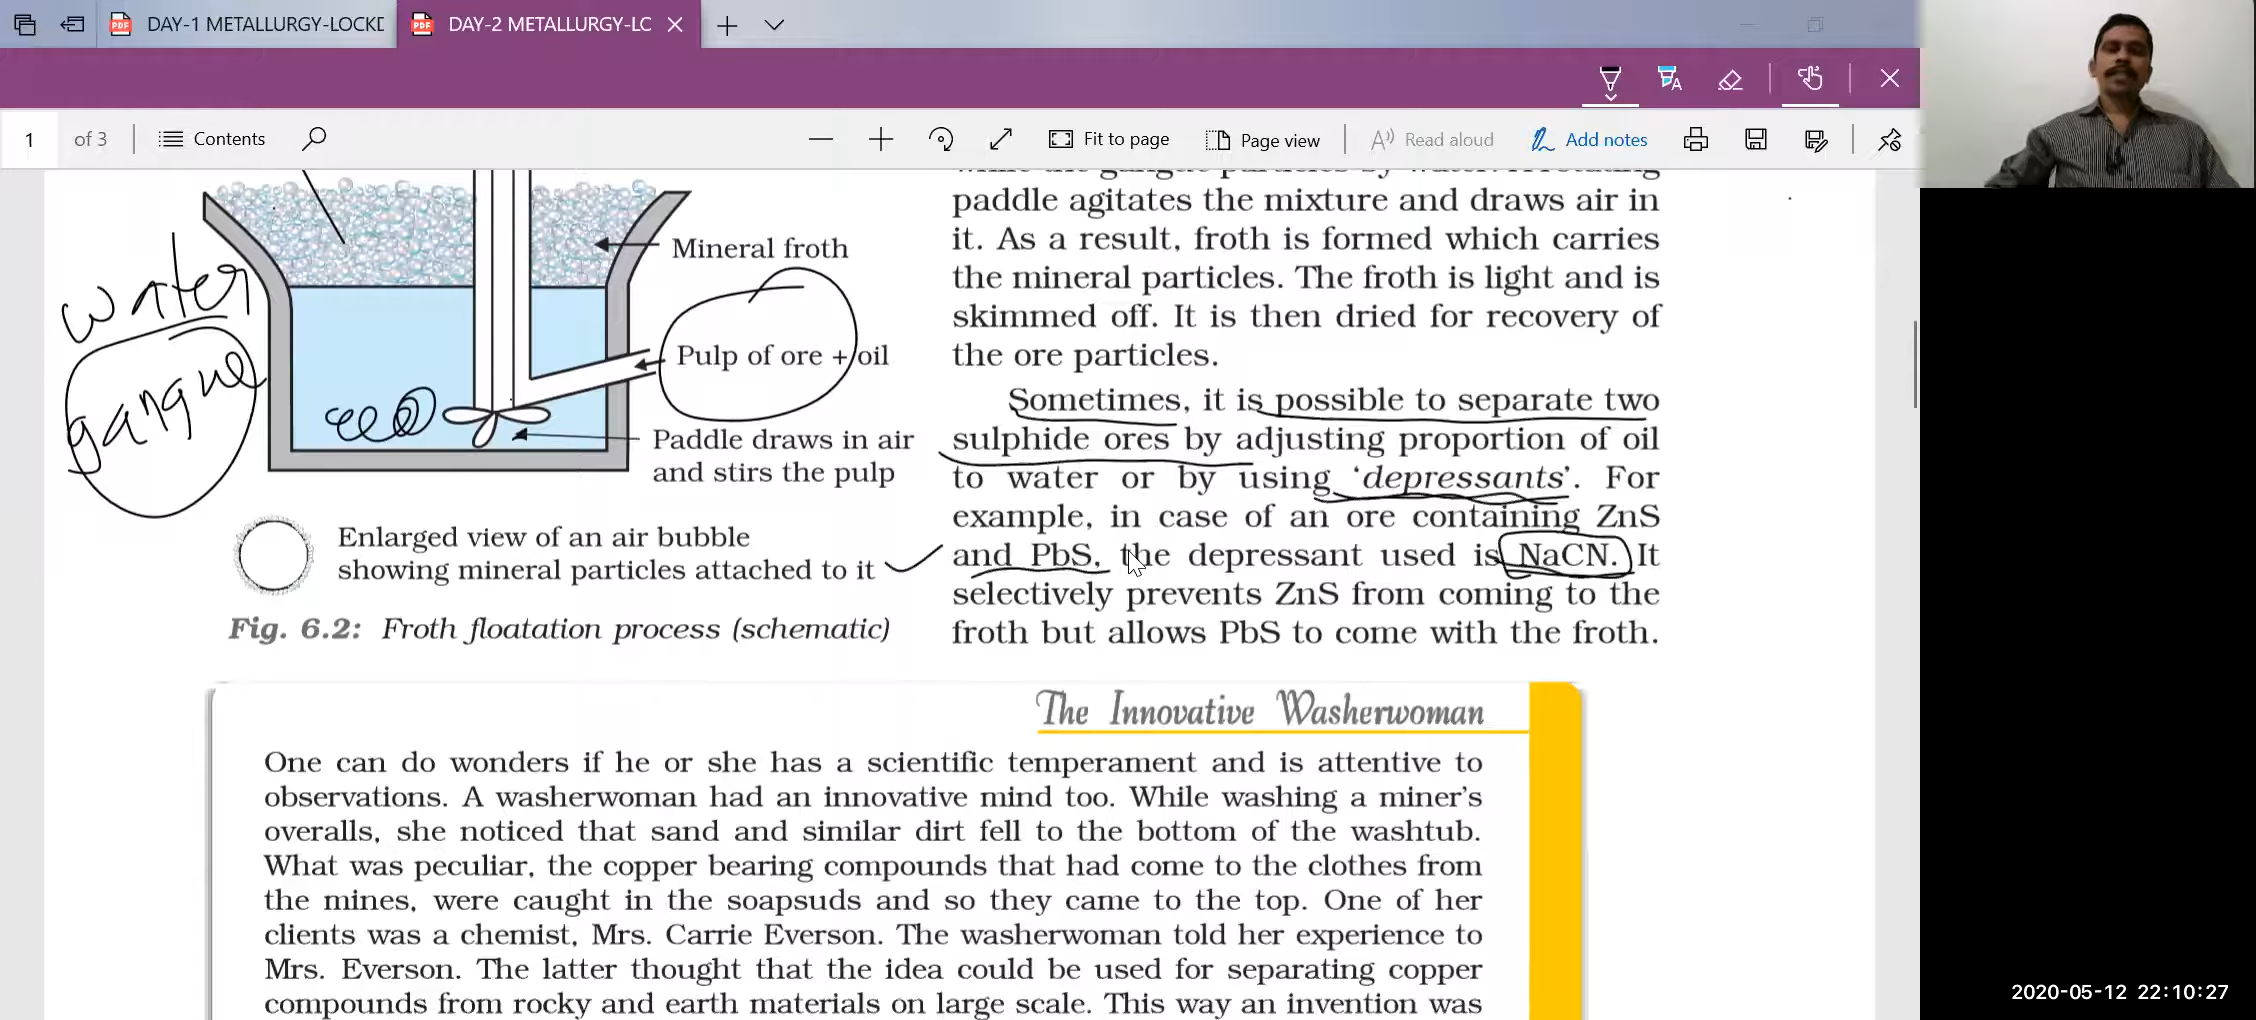 DAY-1 METALLURGY-LOCKD
DAY-2 METALLURGY-LC
1 of 3
Contents
Fit to page
Page view
Read aloud
Add notes
Mineral froth
water
gangue
Pulp of ore + oil
Paddle draws in air
and stirs the pulp
Enlarged view of an air bubble
showing mineral particles attached to it
Fig. 6.2: Froth floatation process (schematic)
while the gangue particles by water. A rotating
paddle agitates the mixture and draws air in
it. As a result, froth is formed which carries
the mineral particles. The froth is light and is
skimmed off. It is then dried for recovery of
the ore particles.
Sometimes, it is possible to separate two
sulphide ores by adjusting proportion of oil
to water or by using ‘depressants’. For
example, in case of an ore containing ZnS
and PbS, the depressant used is NaCN. It
selectively prevents ZnS from coming to the
froth but allows PbS to come with the froth.
The Innovative Washerwoman
One can do wonders if he or she has a scientific temperament and is attentive to
observations. A washerwoman had an innovative mind too. While washing a miner’s
overalls, she noticed that sand and similar dirt fell to the bottom of the washtub.
What was peculiar, the copper bearing compounds that had come to the clothes from
the mines, were caught in the soapsuds and so they came to the top. One of her
clients was a chemist, Mrs. Carrie Everson. The washerwoman told her experience to
Mrs. Everson. The latter thought that the idea could be used for separating copper
compounds from rocky and earth materials on large scale. This way an invention was
2020-05-12 22:10:27